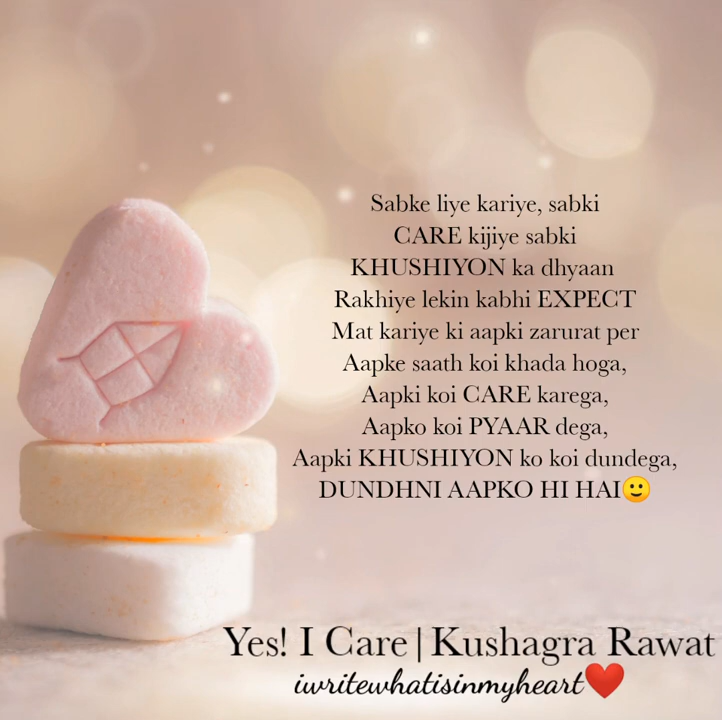 Sabke liye kariye, sabki
CARE kijiye sabki
KHUSHIYON ka dhyaan
Rakhiye lekin kabhi EXPECT
Mat kariye ki aapki zarurat per
Aapke saath koi khada hoga,
Aapki koi CARE karega,
Aapko koi PYAAR dega,
Aapki KHUSHIYON ko koi dundega,
DUNDHNI AAPKO HI HAI🙂
Yes! I Care|Kushagra Rawat
iwritewhatisinmyheart❤️